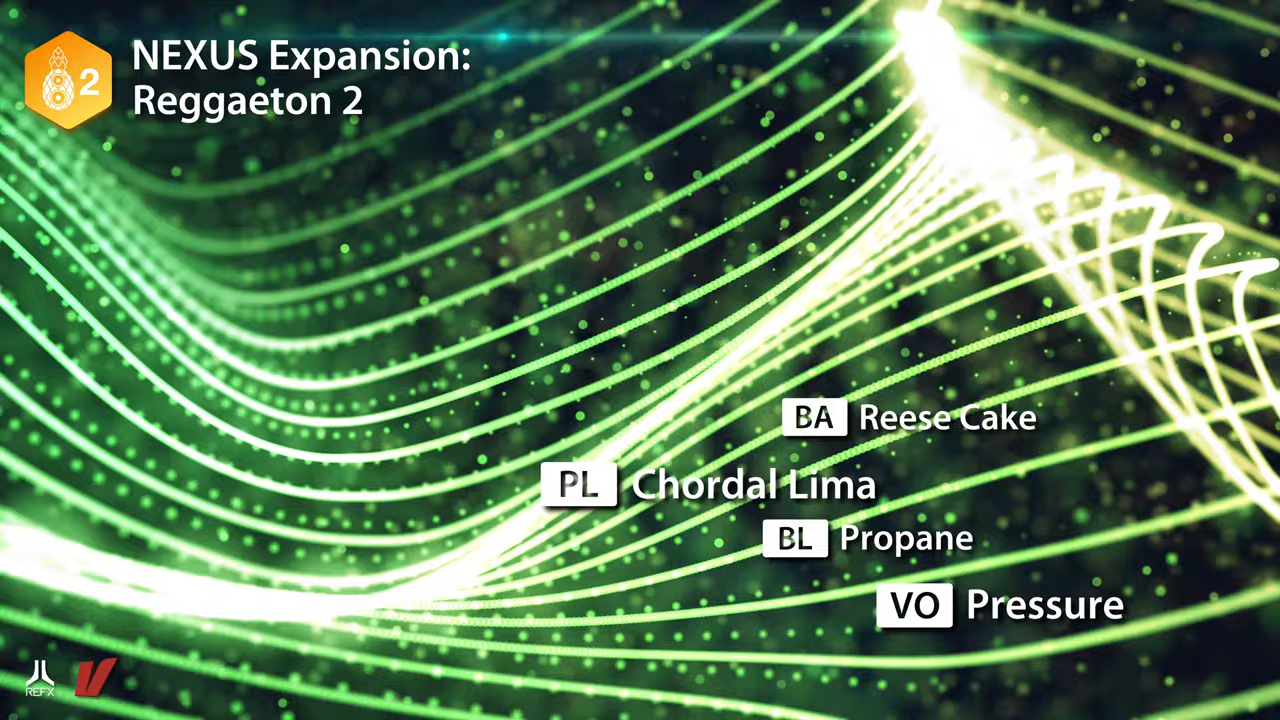 2
NEXUS Expansion:
Reggaeton 2
BA Reese Cake
PL Chordal Lima
BL Propane
VO Pressure
REFX
V